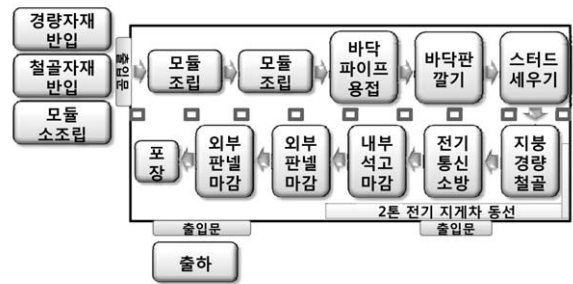 경량자재
반입
철골자재
반입
모듈
소조립
출입문
모듈
조립
모듈
조립
바닥
파이프
용접
바닥판
깔기
스터드
세우기
지붕
경량
철골
전기
통신
소방
내부
석고
마감
외부
판넬
마감
외부
판넬
마감
포
장
2톤 전기 지게차 동선
출입문
출입문
출하